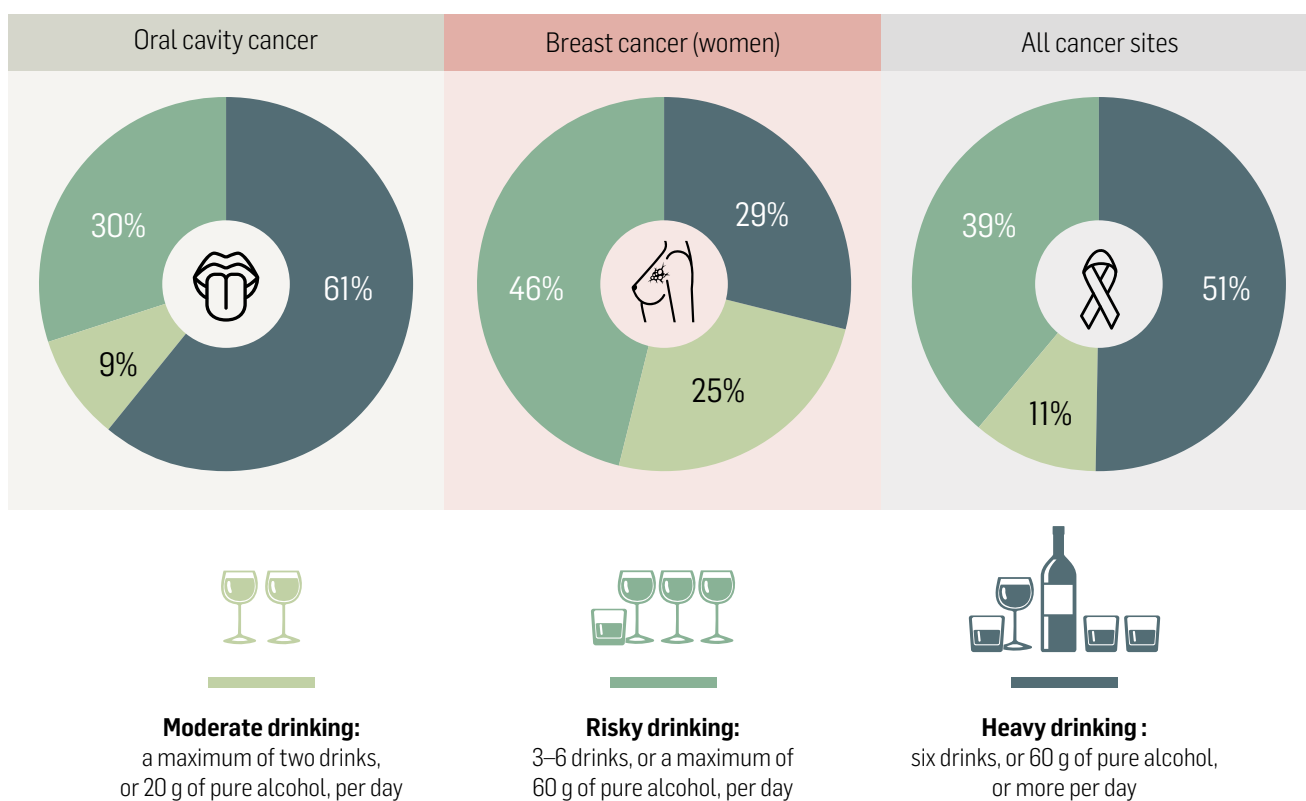 Oral cavity cancer
Breast cancer (women)
All cancer sites
30%
61%
9%
29%
46%
25%
39%
51%
11%
Moderate drinking:
a maximum of two drinks,
or 20 g of pure alcohol, per day
Risky drinking:
3–6 drinks, or a maximum of
60 g of pure alcohol, per day
Heavy drinking :
six drinks, or 60 g of pure alcohol,
or more per day